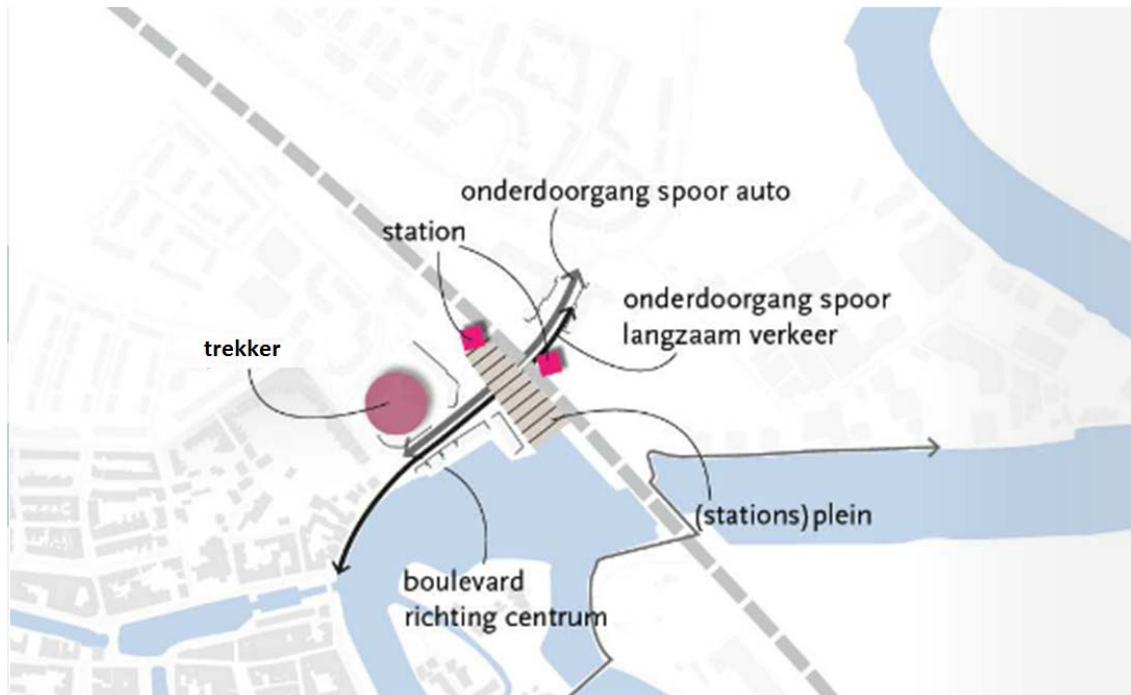 onderdoorgang spoor auto
station
onderdoorgang spoor
langzaam verkeer
trekker
(stations)plein
boulevard
richting centrum